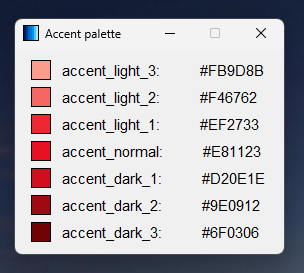 Accent palette
accent_light_3: #FB9D8B
accent_light_2: #F46762
accent_light_1: #EF2733
accent_normal: #E81123
accent_dark_1: #D20E1E
accent_dark_2: #9E0912
accent_dark_3: #6F0306